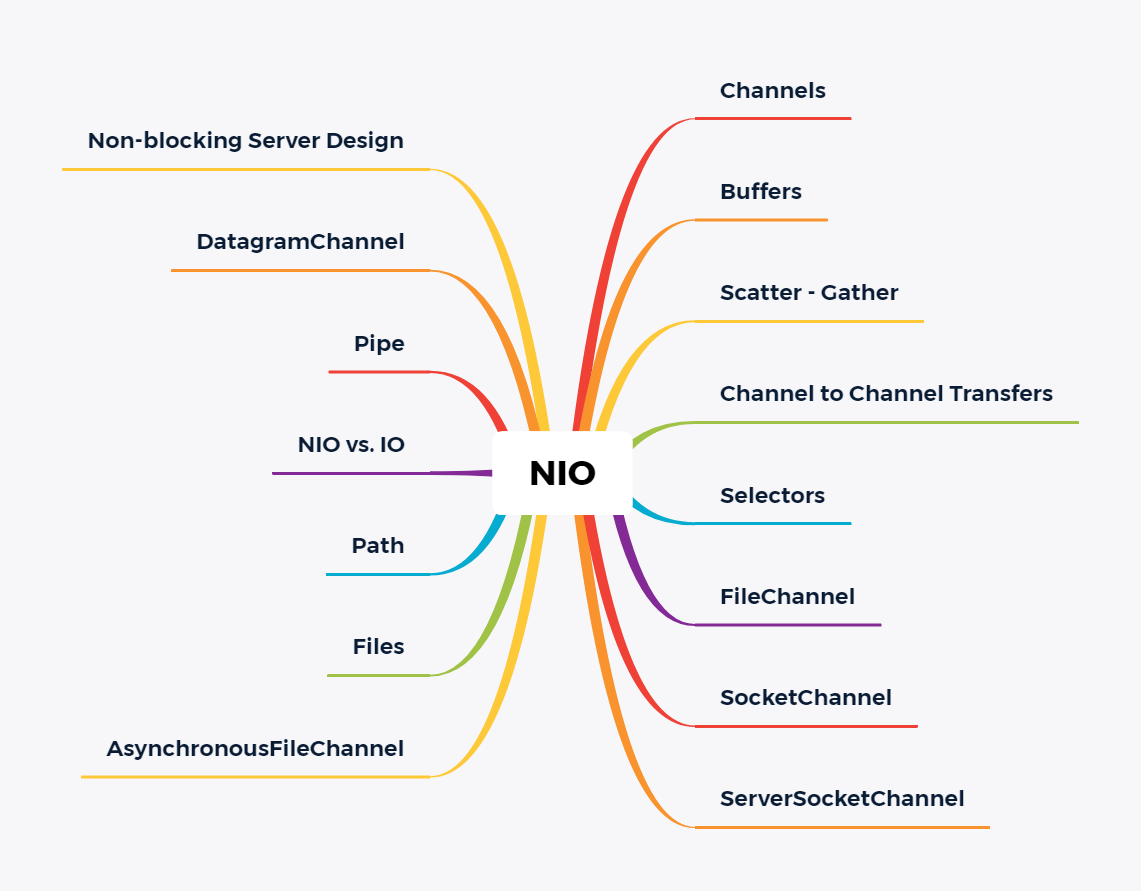 Channels
Non-blocking Server Design
Buffers
DatagramChannel
Scatter - Gather
Pipe
Channel to Channel Transfers
NIO vs. IO
NIO
Selectors
Path
FileChannel
Files
SocketChannel
AsynchronousFileChannel
ServerSocketChannel